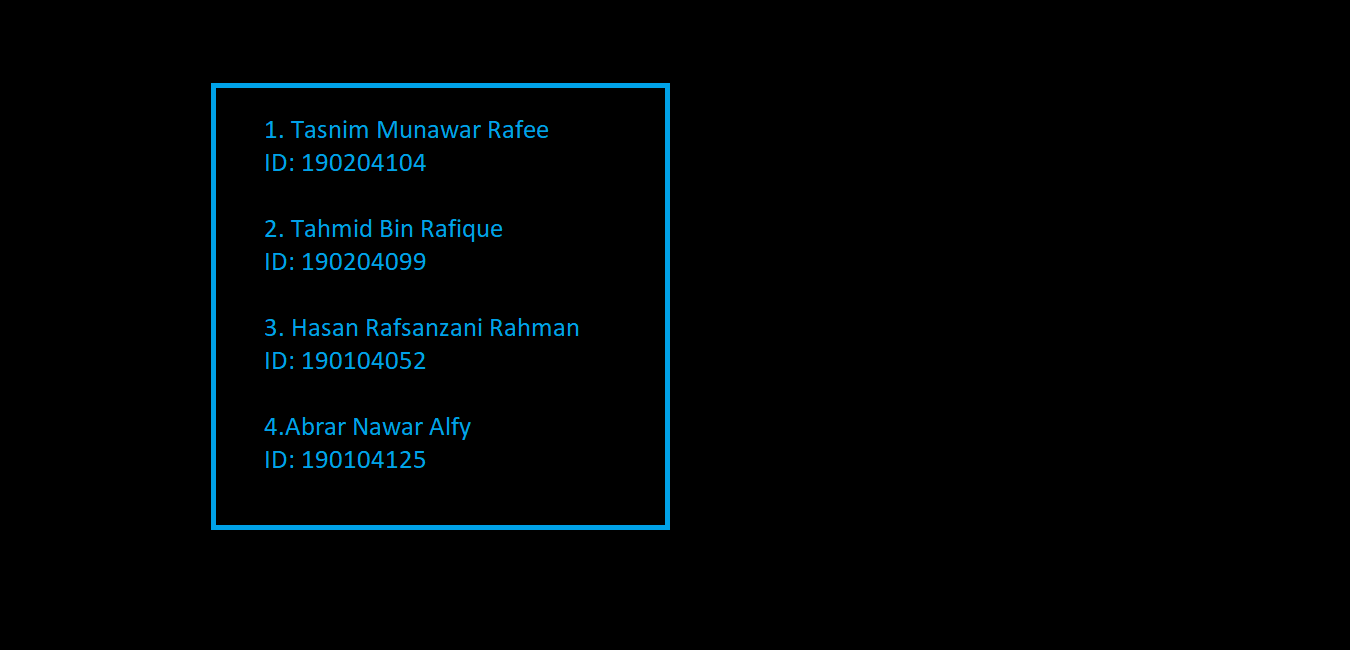 1. Tasnim Munawar Rafee
ID: 190204104
2. Tahmid Bin Rafique
ID: 190204099
3. Hasan Rafsanzani Rahman
ID: 190104052
4.Abrar Nawar Alfy
ID: 190104125